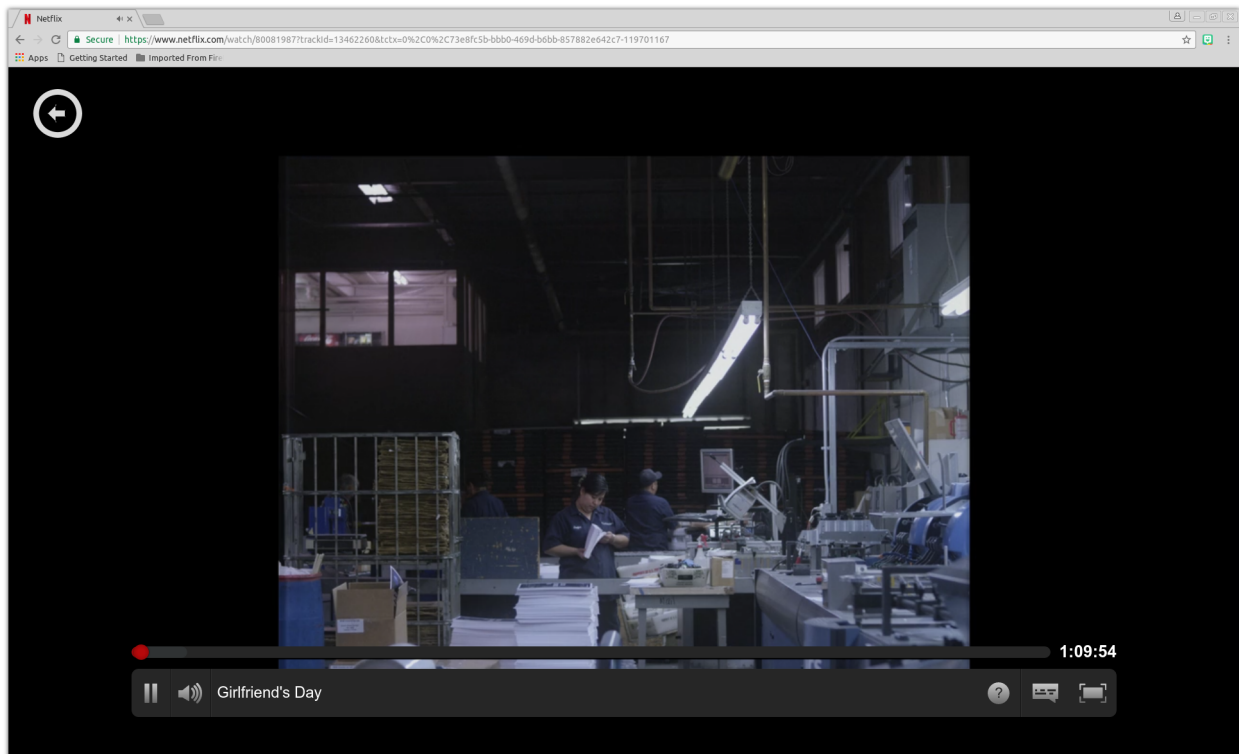 Netflix
Secure | https://www.netflix.com/watch/80081987?trackId=13462260&tctx=0%2C0%2C73e8fc5b-bbb0-469d-b6bb-857882e642c7-119701167
Apps Getting Started Imported From Fire
1:09:54
Girlfriend's Day